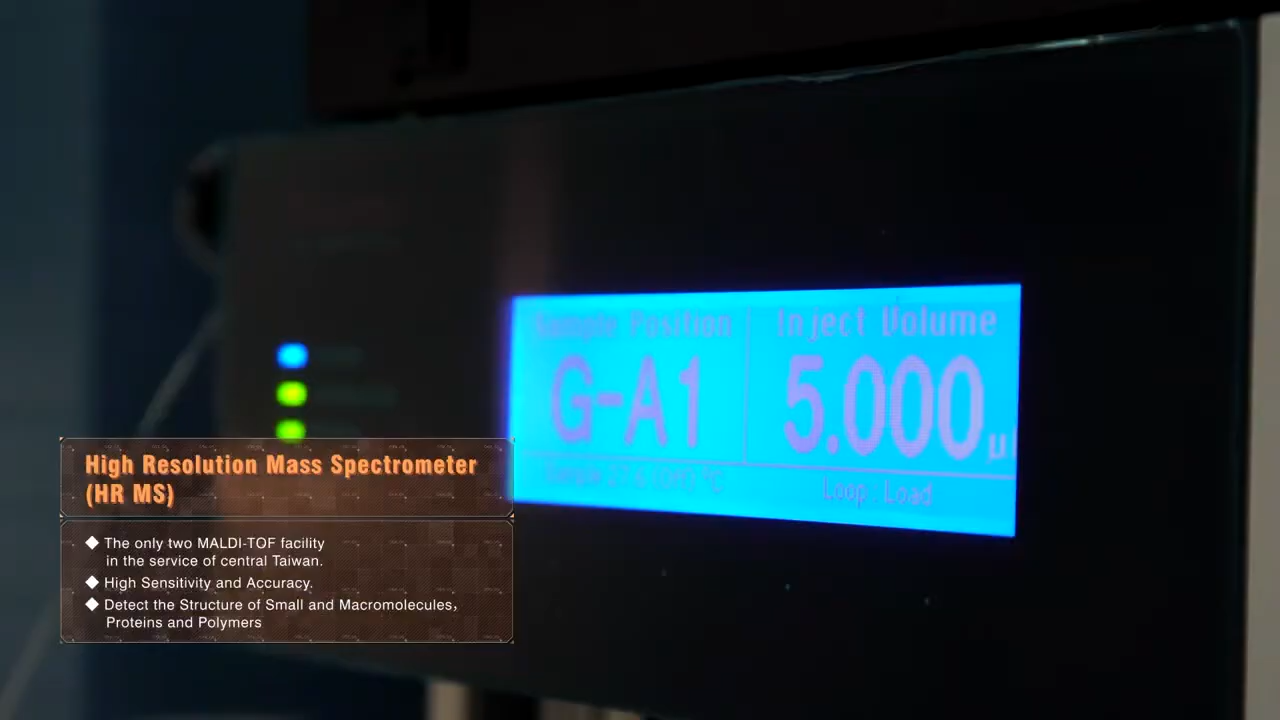 Sample Position
Inject Volume
G-A1
5.000
µl
Loop : Load
High Resolution Mass Spectrometer
(HR MS)
◆ The only two MALDI-TOF facility
in the service of central Taiwan.
◆ High Sensitivity and Accuracy.
◆ Detect the Structure of Small and Macromolecules,
Proteins and Polymers